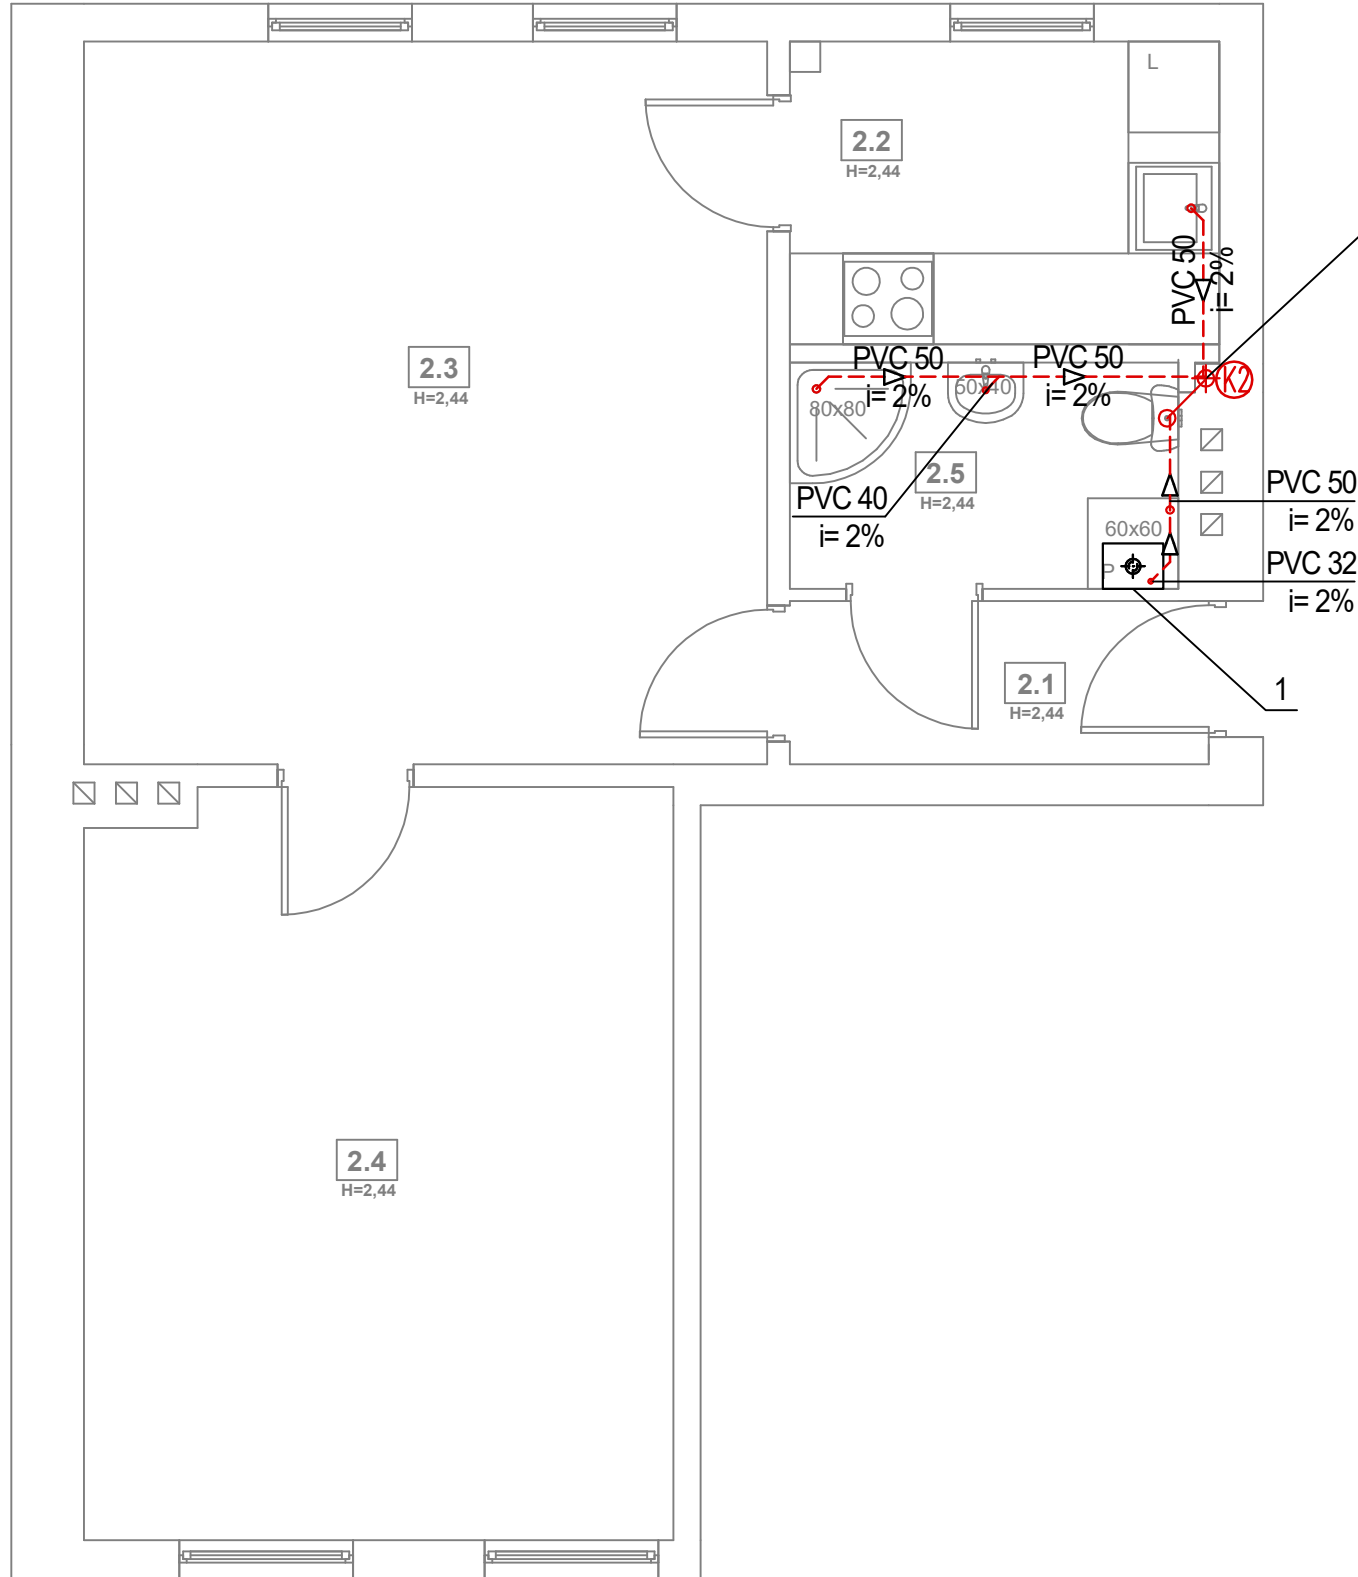 L
2.2
H=2,44
PVC 50
i= 2%
2.3
H=2,44
PVC 50
i= 2%
PVC 50
i= 2%
K2
80x80
50x40
2.5
H=2,44
PVC 40
i= 2%
PVC 50
i= 2%
60x60
PVC 32
i= 2%
2.1
H=2,44
1
2.4
H=2,44